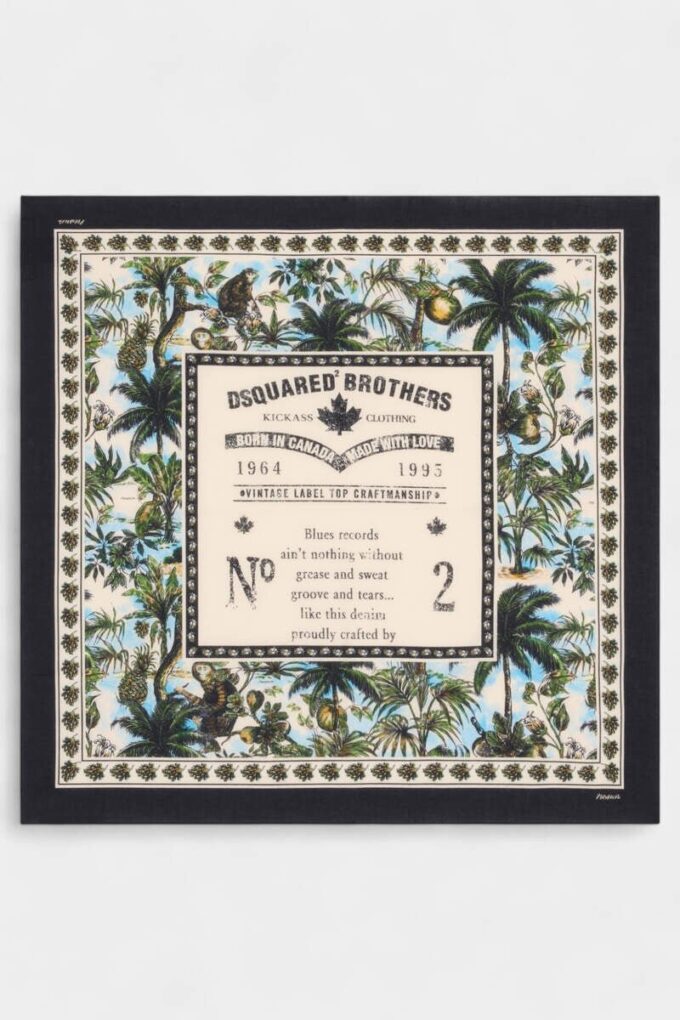 DSQUARED² BROTHERS
KICKASS CLOTHING
BORN IN CANADA MADE WITH LOVE
1964 1995
VINTAGE LABEL TOP CRAFTMANSHIP
Blues records
ain't nothing without
grease and sweat
groove and tears...
like this denim
proudly crafted by
Nº 2